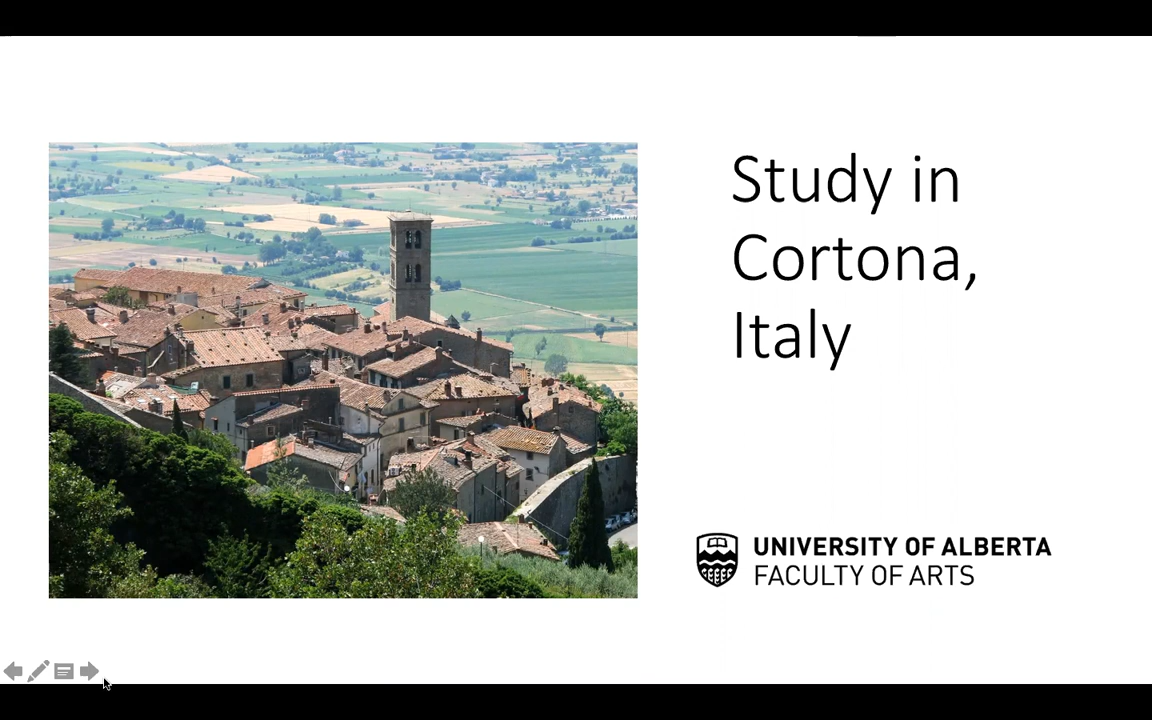 Study in
Cortona,
Italy
UNIVERSITY OF ALBERTA
FACULTY OF ARTS